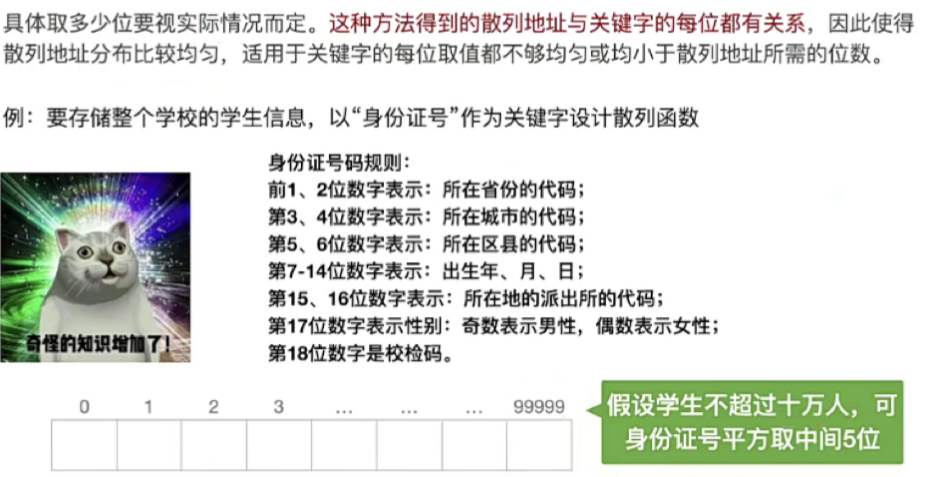 具体取多少位要视实际情况而定。这种方法得到的散列地址与关键字的每位都有关系，因此使得
散列地址分布比较均匀，适用于关键字的每位取值都不够均匀或均小于散列地址所需的位数。
例：要存储整个学校的学生信息，以“身份证号”作为关键字设计散列函数
身份证号码规则：
前1、2位数字表示：所在省份的代码；
第3、4位数字表示：所在城市的代码；
第5、6位数字表示：所在区县的代码；
第7-14位数字表示：出生年、月、日；
第15、16位数字表示：所在地的派出所的代码；
第17位数字表示性别：奇数表示男性，偶数表示女性；
第18位数字是校检码。
奇怪的知识增加了！
0 1 2 3 … … … 99999
假设学生不超过十万人，可
身份证号平方取中间5位